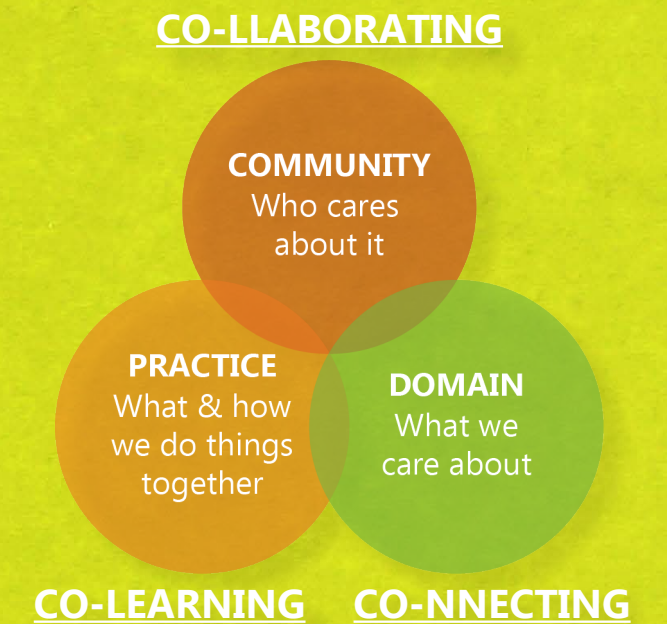 CO-LLABORATING
COMMUNITY
Who cares
about it
PRACTICE
What & how
we do things
together
DOMAIN
What we
care about
CO-LEARNING
CO-NNECTING